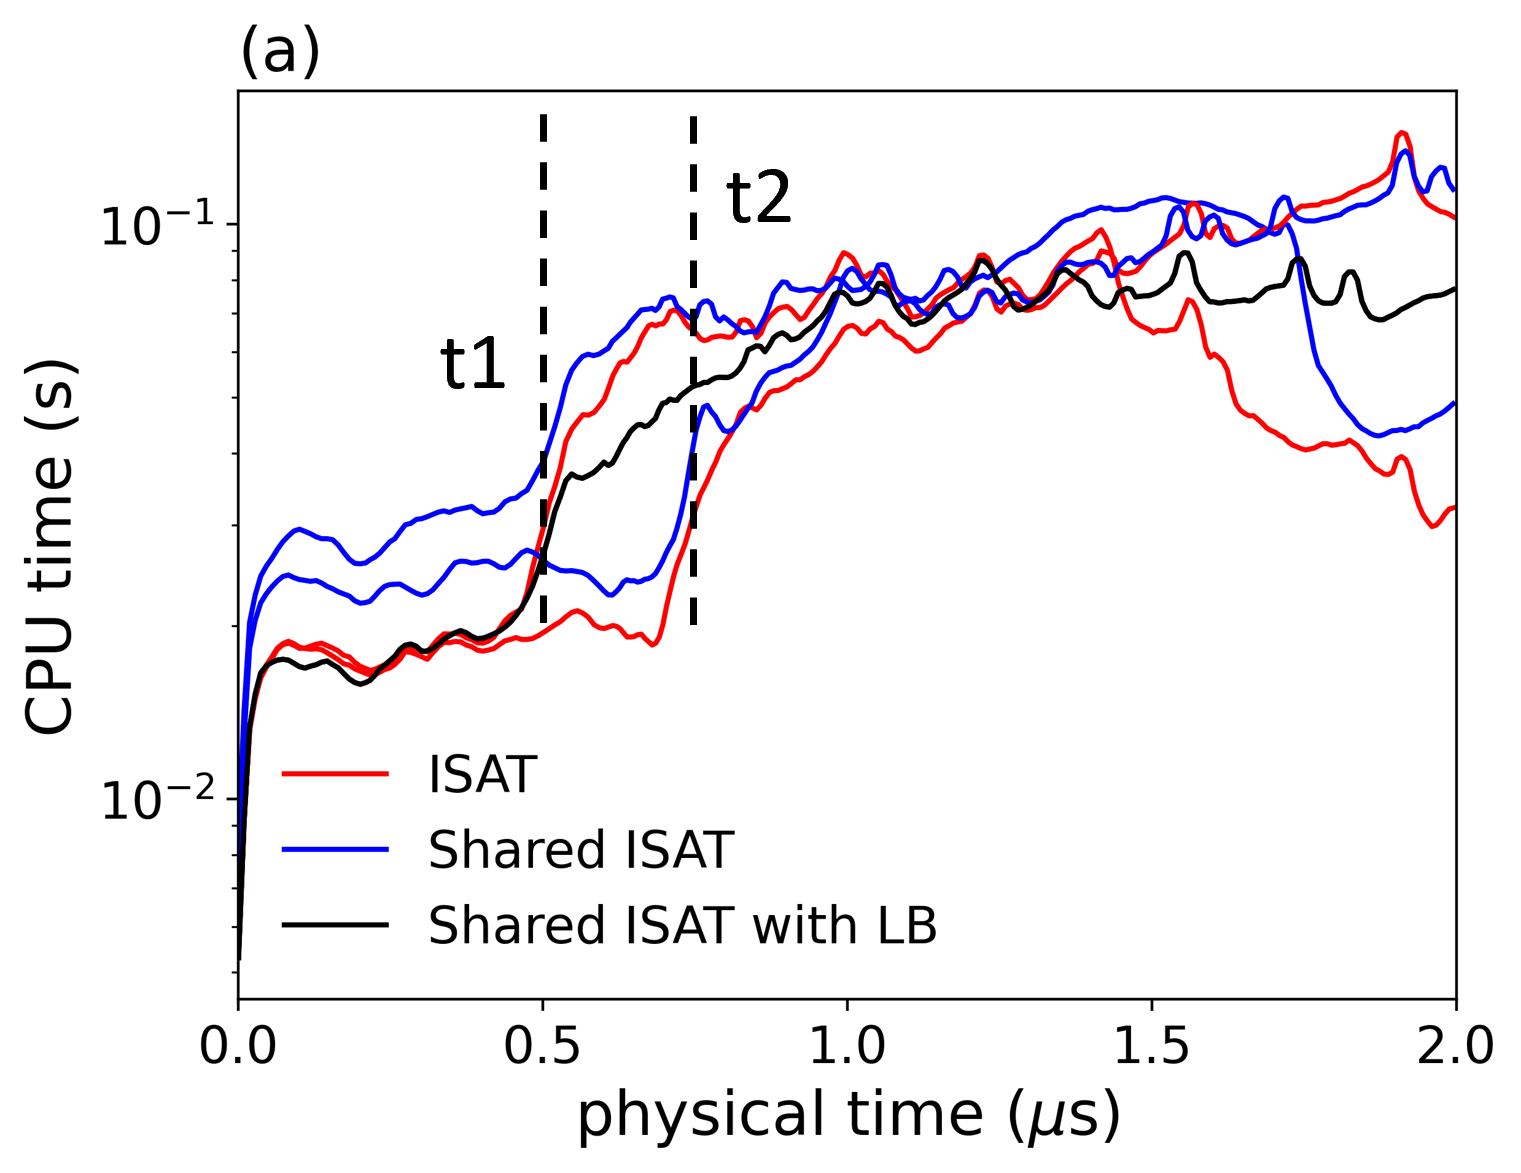 (a)
CPU time (s)
10⁻¹
10⁻²
t1
t2
ISAT
Shared ISAT
Shared ISAT with LB
0.0 0.5 1.0 1.5 2.0
physical time (μs)